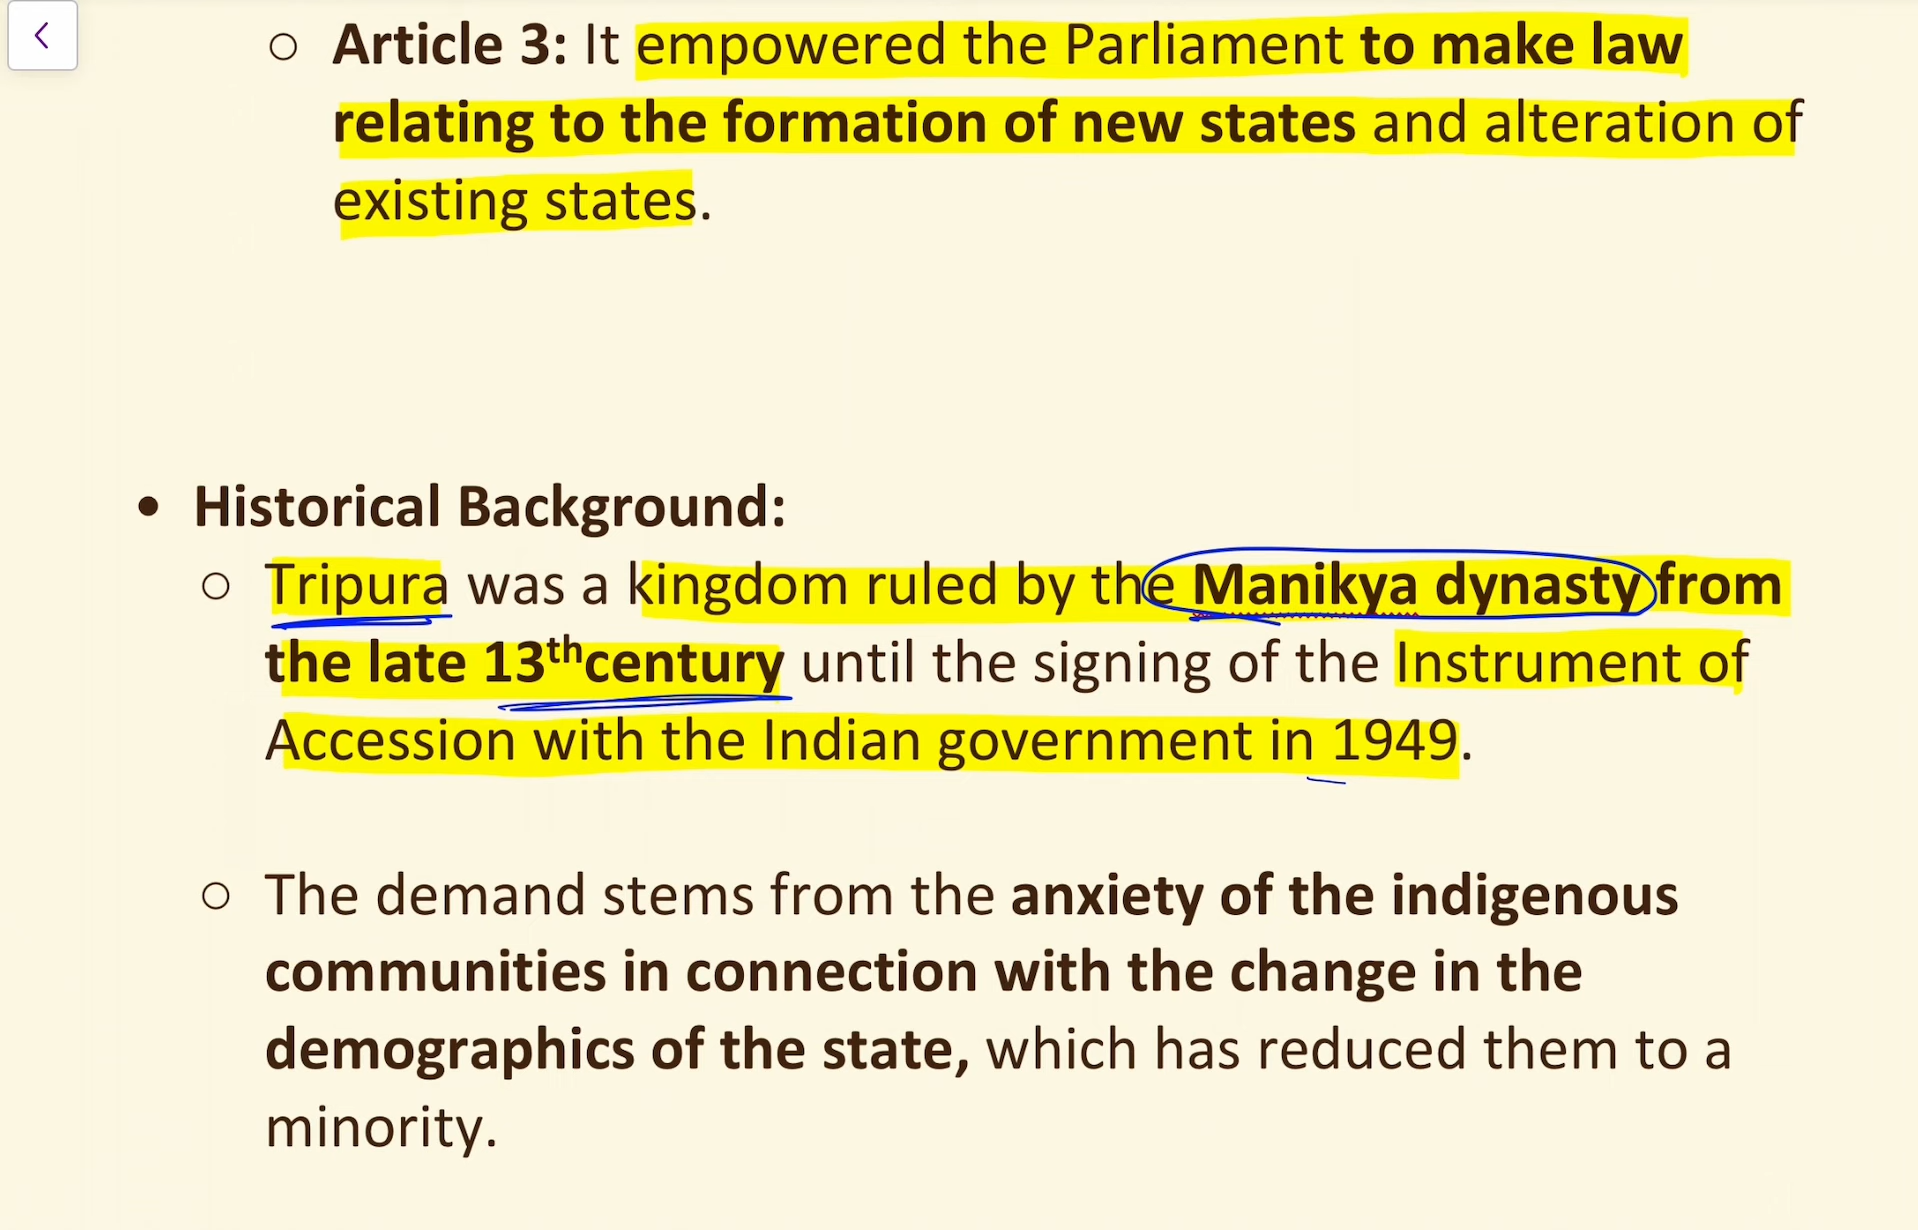 ○ Article 3: It empowered the Parliament to make law
relating to the formation of new states and alteration of
existing states.
• Historical Background:
○ Tripura was a kingdom ruled by the Manikya dynasty from
the late 13thcentury until the signing of the Instrument of
Accession with the Indian government in 1949.
○ The demand stems from the anxiety of the indigenous
communities in connection with the change in the
demographics of the state, which has reduced them to a
minority.